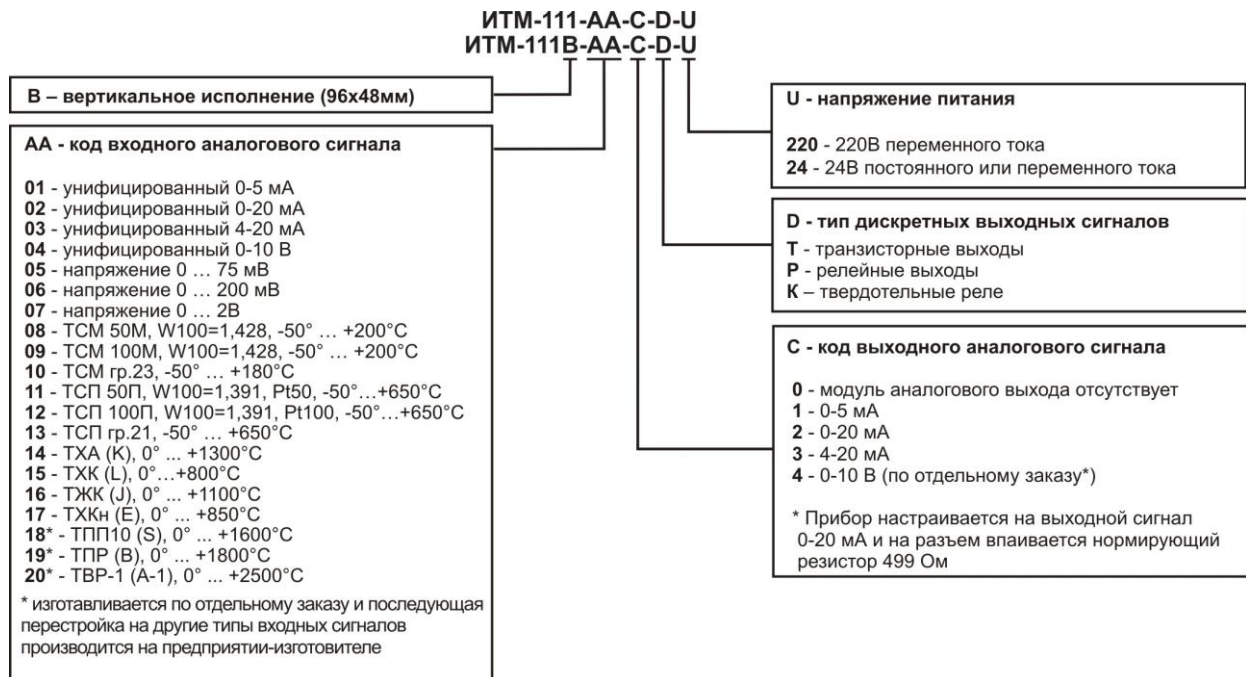 ИТМ-111-АА-С-D-U
ИТМ-111В-АА-С-D-U
В – вертикальное исполнение (96х48мм)
АА - код входного аналогового сигнала
01 - унифицированный 0-5 мА
02 - унифицированный 0-20 мА
03 - унифицированный 4-20 мА
04 - унифицированный 0-10 В
05 - напряжение 0 … 75 мВ
06 - напряжение 0 … 200 мВ
07 - напряжение 0 … 2В
08 - ТСМ 50М, W100=1,428, -50° … +200°С
09 - ТСМ 100М, W100=1,428, -50° … +200°С
10 - ТСМ гр.23, -50° … +180°С
11 - ТСП 50П, W100=1,391, Pt50, -50°…+650°С
12 - ТСП 100П, W100=1,391, Pt100, -50°…+650°С
13 - ТСП гр.21, -50° … +650°С
14 - ТХА (K), 0° ... +1300°С
15 - ТХК (L), 0°…+800°С
16 - ТЖК (J), 0° ... +1100°С
17 - ТХКн (Е), 0° ... +850°С
18* - ТПП10 (S), 0° ... +1600°С
19* - ТПР (В), 0° ... +1800°С
20* - ТВР-1 (А-1), 0° ... +2500°С
* изготавливается по отдельному заказу и последующая
перестройка на другие типы входных сигналов
производится на предприятии-изготовителе
U - напряжение питания
220 - 220В переменного тока
24 - 24В постоянного или переменного тока
D - тип дискретных выходных сигналов
Т - транзисторные выходы
Р - релейные выходы
К – твердотельные реле
С - код выходного аналогового сигнала
0 - модуль аналогового выхода отсутствует
1 - 0-5 мА
2 - 0-20 мА
3 - 4-20 мА
4 - 0-10 В (по отдельному заказу*)
* Прибор настраивается на выходной сигнал
0-20 мА и на разъем впаивается нормирующий
резистор 499 Ом